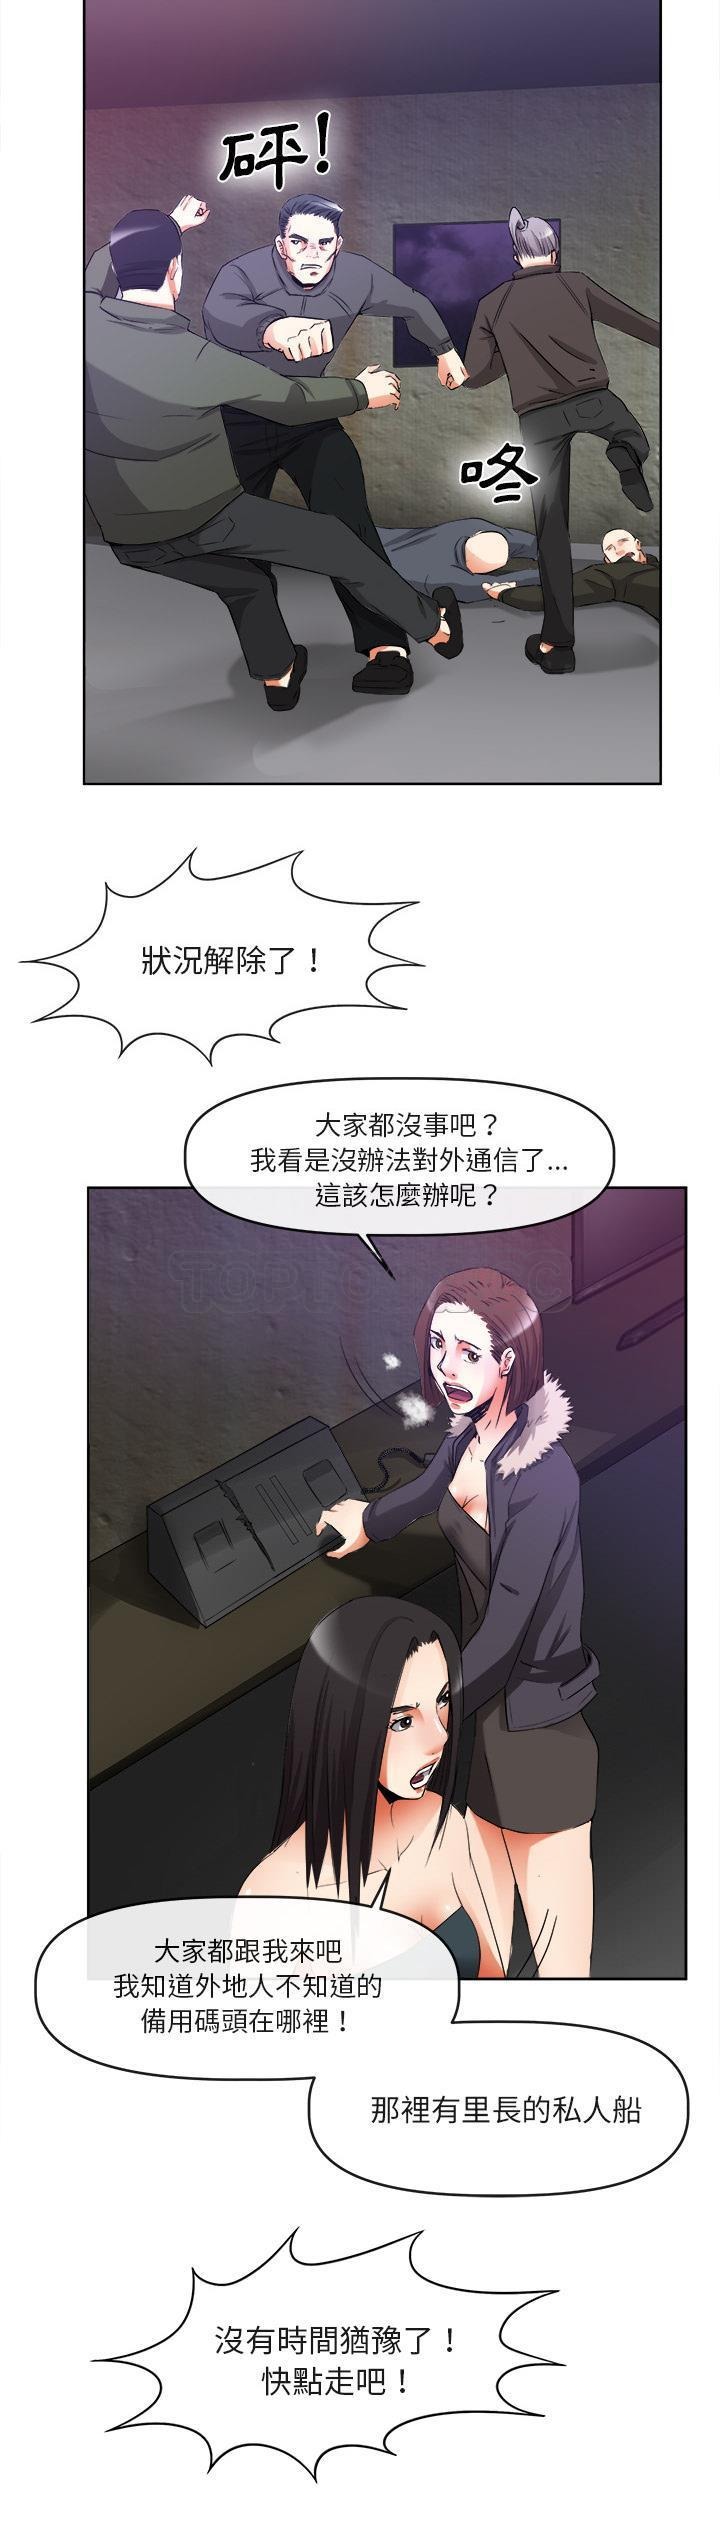 砰!
咚
狀況解除了！
大家都沒事吧？
我看是沒辦法對外通信了...
這該怎麼辦呢？
大家都跟我來吧
我知道外地人不知道的
備用碼頭在哪裡！
那裡有里長的私人船
沒有時間猶豫了！
快點走吧！